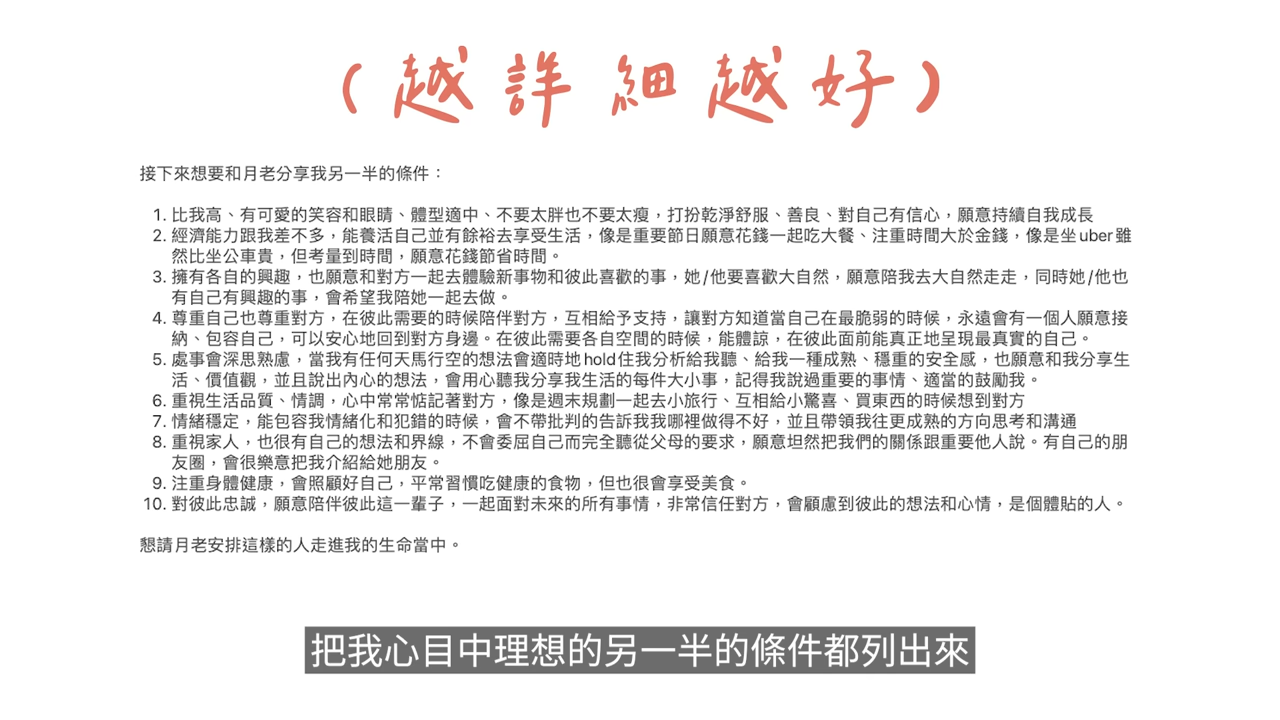 (越詳細越好)
接下來想要和月老分享我另一半的條件：
1. 比我高、有可愛的笑容和眼睛、體型適中、不要太胖也不要太瘦，打扮乾淨舒服、善良、對自己有信心，願意持續自我成長
2. 經濟能力跟我差不多，能養活自己並有餘裕去享受生活，像是重要節日願意花錢一起吃大餐、注重時間大於金錢，像是坐uber雖
然比坐公車貴，但考量到時間，願意花錢節省時間。
3. 擁有各自的興趣，也願意和對方一起去體驗新事物和彼此喜歡的事，她/他要喜歡大自然，願意陪我去大自然走走，同時她/他也
有自己有興趣的事，會希望我陪她一起去做。
4. 尊重自己也尊重對方，在彼此需要的時候陪伴對方，互相給予支持，讓對方知道當自己在最脆弱的時候，永遠會有一個人願意接
納、包容自己，可以安心地回到對方身邊。在彼此需要各自空間的時候，能體諒，在彼此面前能真正地呈現最真實的自己。
5. 處事會深思熟慮，當我有任何天馬行空的想法會適時地hold住我分析給我聽、給我一種成熟、穩重的安全感，也願意和我分享生
活、價值觀，並且說出內心的想法，會用心聽我分享我生活的每件大小事，記得我說過重要的事情、適當的鼓勵我。
6. 重視生活品質、情調，心中常常惦記著對方，像是週末規劃一起去小旅行、互相給小驚喜、買東西的時候想到對方
7. 情緒穩定，能包容我情緒化和犯錯的時候，會不帶批判的告訴我我哪裡做得不好，並且帶領我往更成熟的方向思考和溝通
8. 重視家人，也很有自己的想法和界線，不會委屈自己而完全聽從父母的要求，願意坦然把我們的關係跟重要他人說。有自己的朋
友圈，會很樂意把我介紹給她朋友。
9. 注重身體健康，會照顧好自己，平常習慣吃健康的食物，但也很會享受美食。
10. 對彼此忠誠，願意陪伴彼此這一輩子，一起面對未來的所有事情，非常信任對方，會顧慮到彼此的想法和心情，是個體貼的人。
懇請月老安排這樣的人走進我的生命當中。
把我心目中理想的另一半的條件都列出來